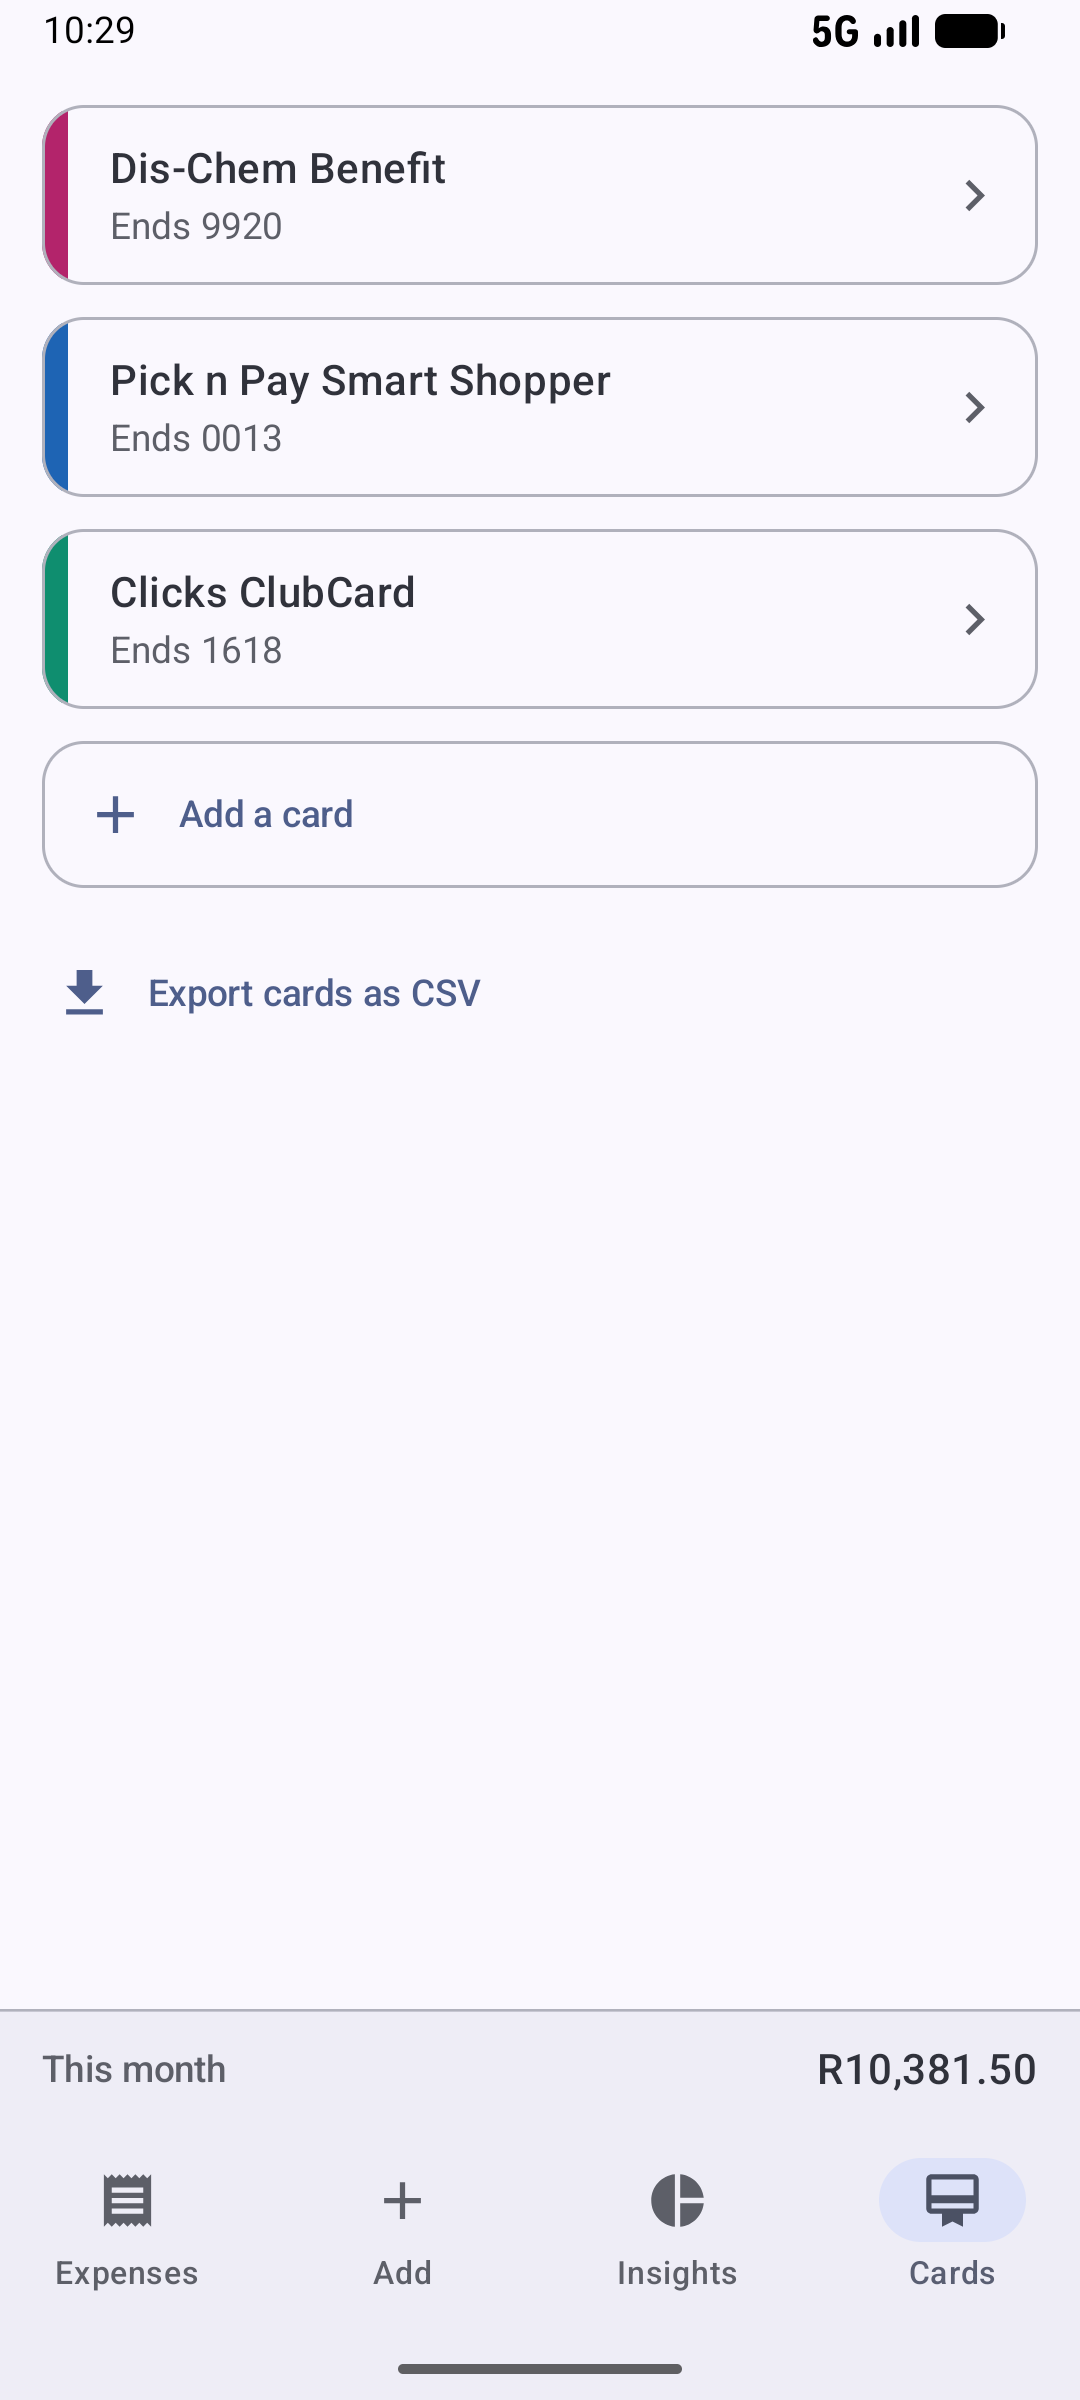 10:29
5G
Dis-Chem Benefit
Ends 9920
Pick n Pay Smart Shopper
Ends 0013
Clicks ClubCard
Ends 1618
Add a card
Export cards as CSV
This month
R10,381.50
Expenses
Add
Insights
Cards